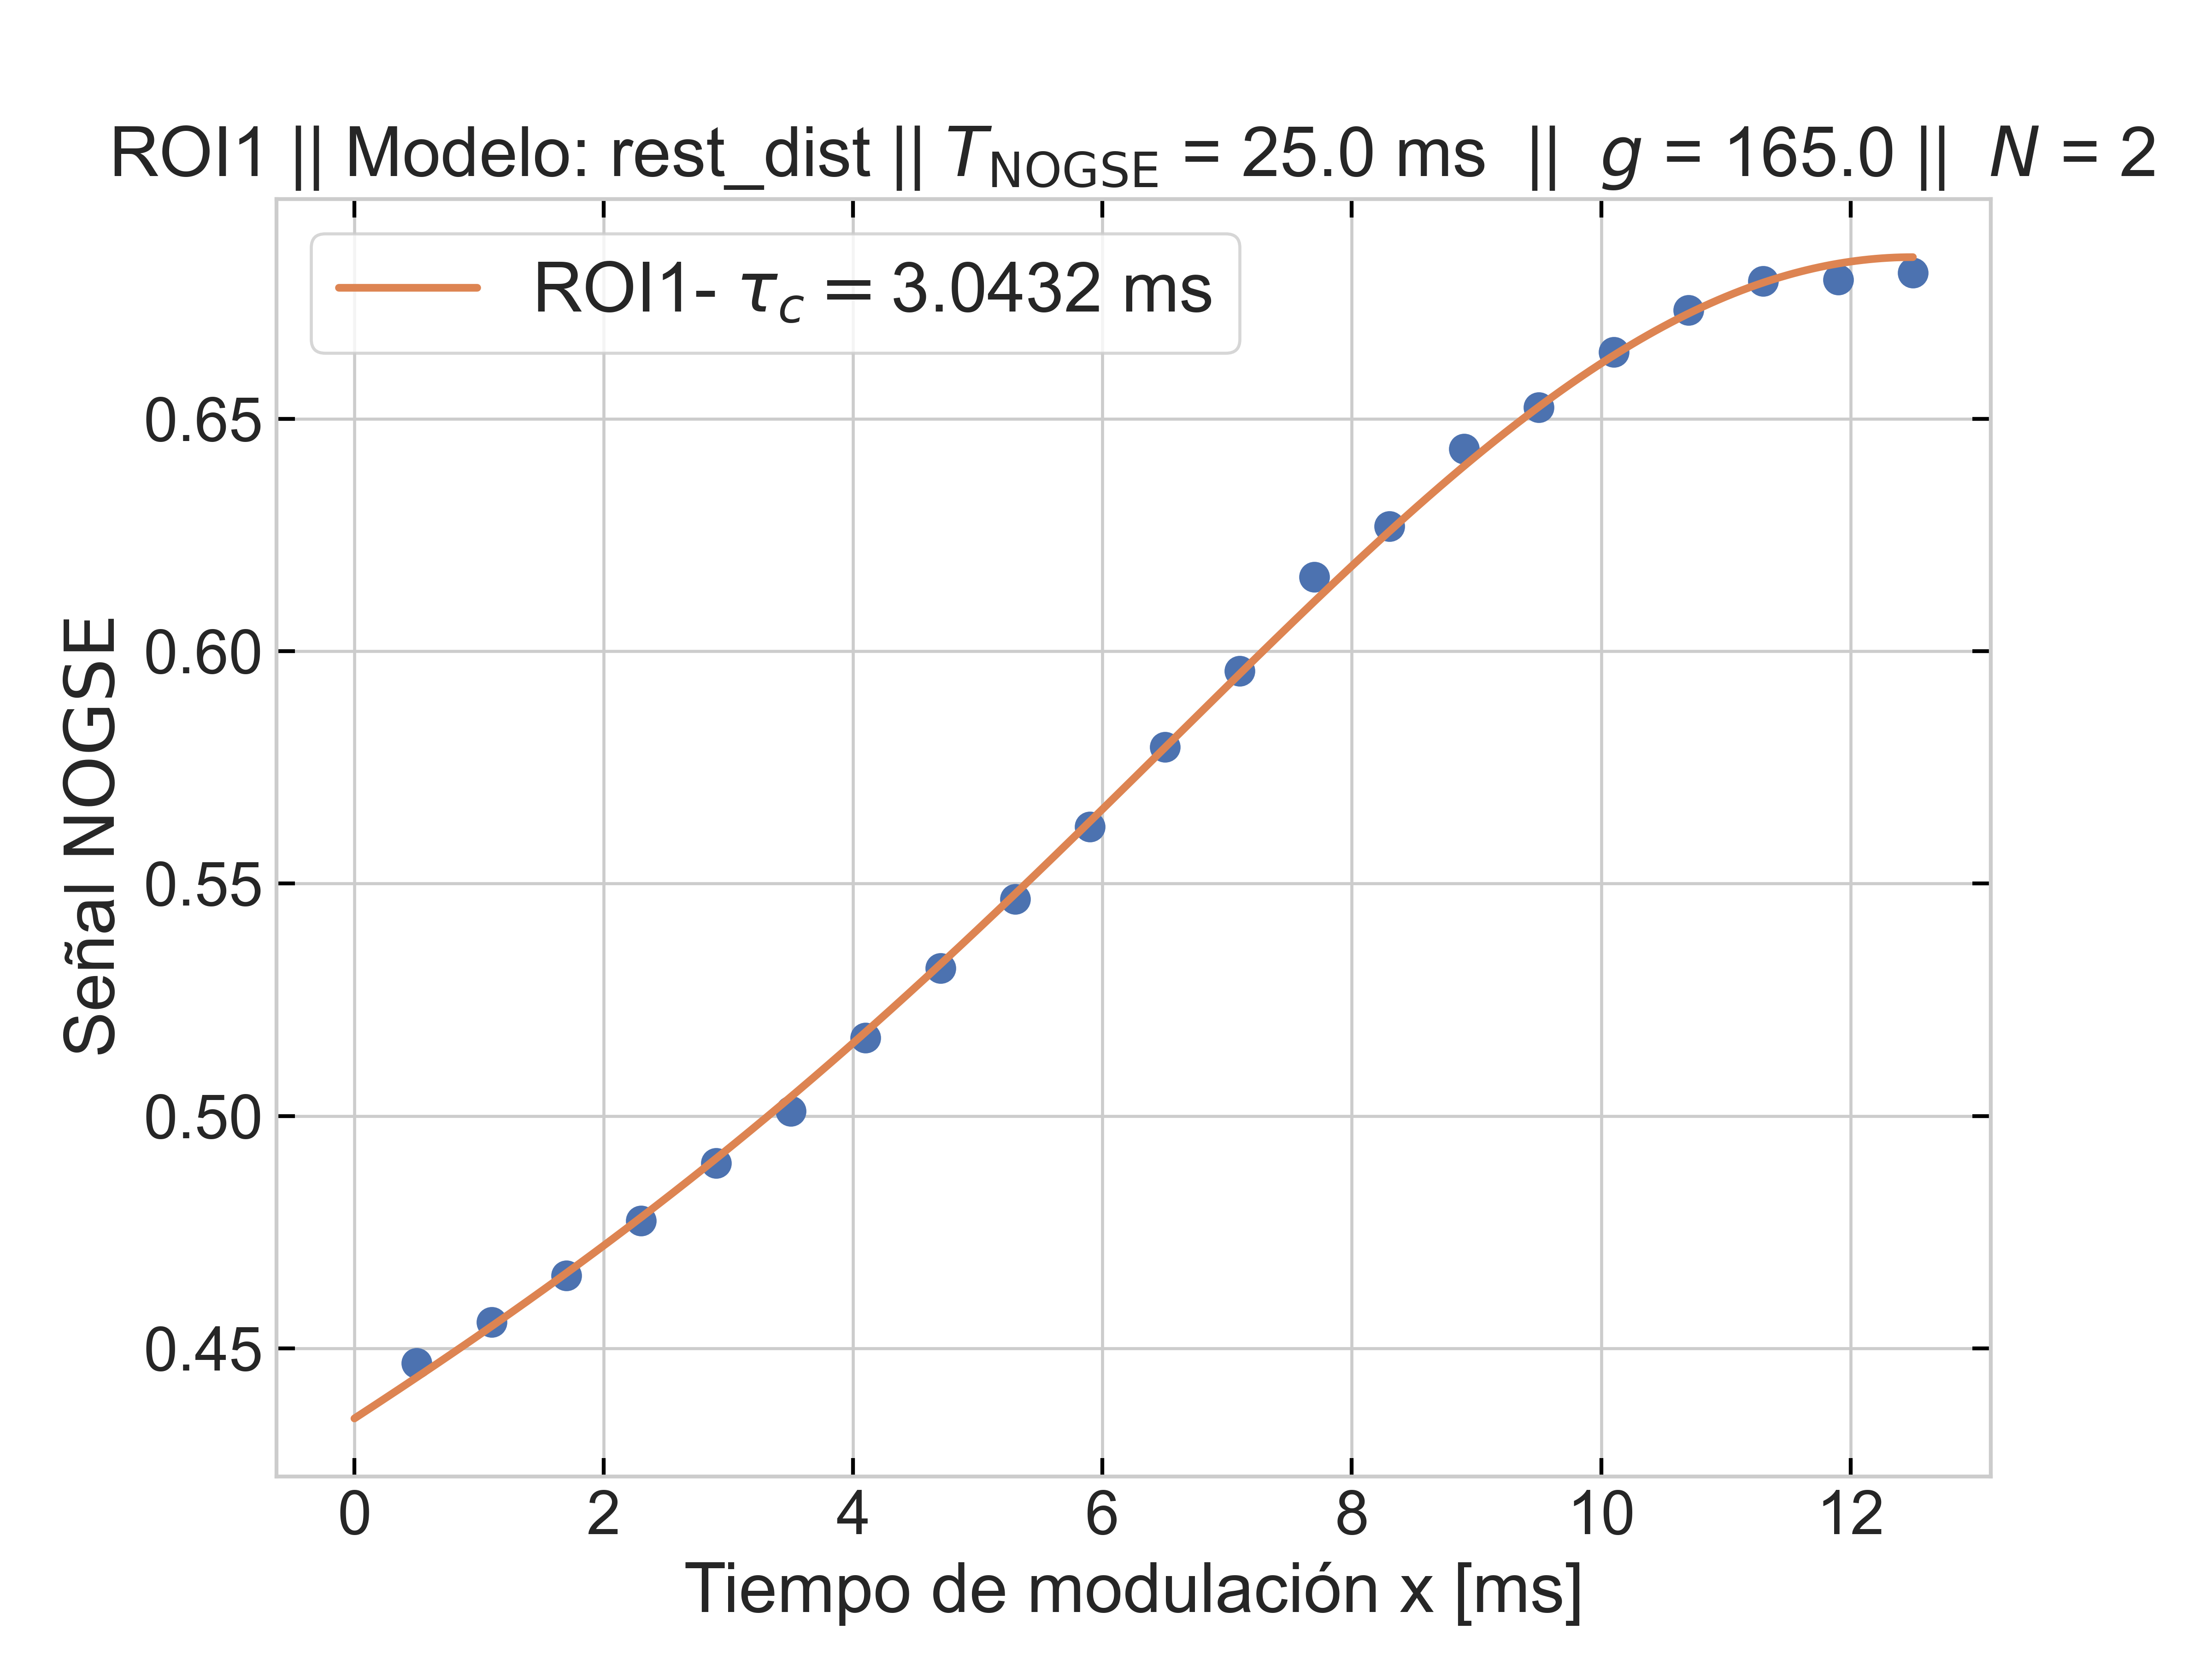 ROI1 || Modelo: rest_dist || T_NOGSE = 25.0 ms || g = 165.0 || N = 2
ROI1- τ_c = 3.0432 ms
Señal NOGSE
0.65
0.60
0.55
0.50
0.45
0 2 4 6 8 10 12
Tiempo de modulación x [ms]